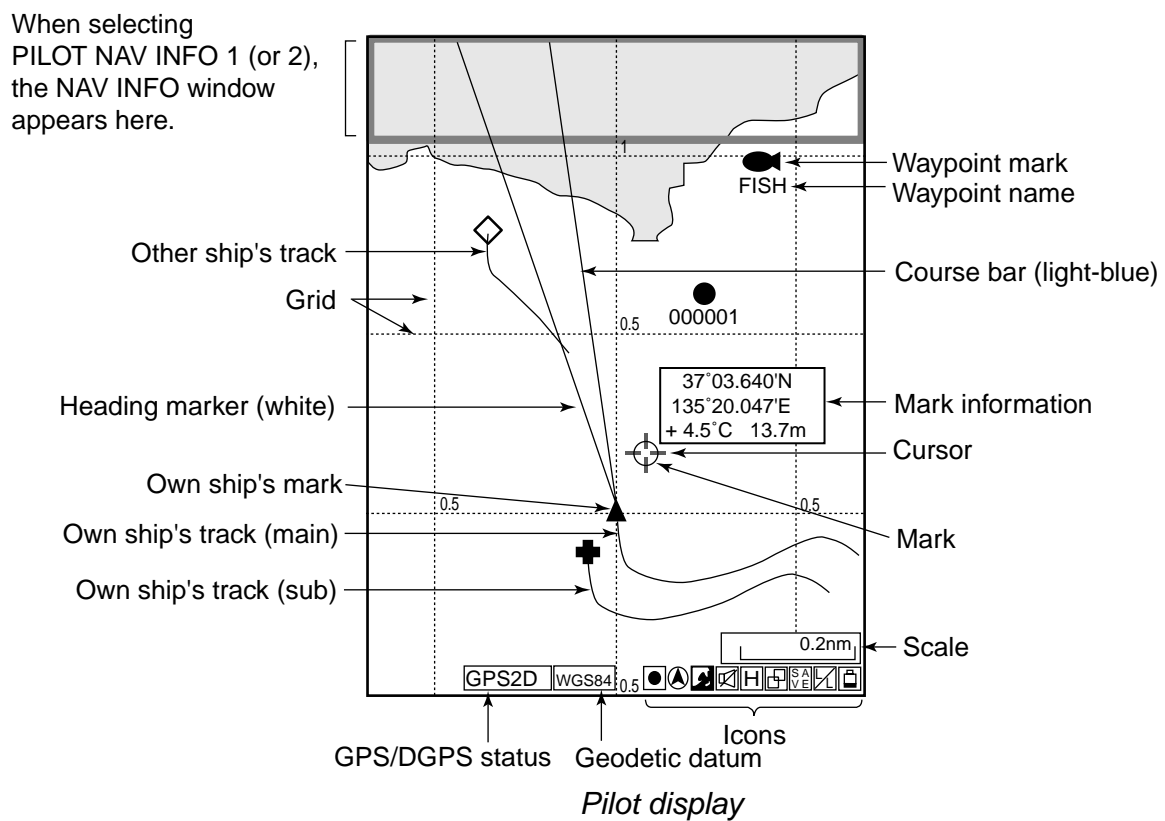 When selecting
PILOT NAV INFO 1 (or 2),
the NAV INFO window
appears here.
1
Waypoint mark
FISH
Waypoint name
Other ship's track
Course bar (light-blue)
Grid
000001
0.5
37°03.640'N
135°20.047'E
+ 4.5°C 13.7m
Heading marker (white)
Mark information
Cursor
Own ship's mark
0.5
0.5
Own ship's track (main)
Mark
Own ship's track (sub)
0.2nm
Scale
GPS2D
WGS84
0.5
H
SA
VE
L/L
Icons
GPS/DGPS status
Geodetic datum
Pilot display